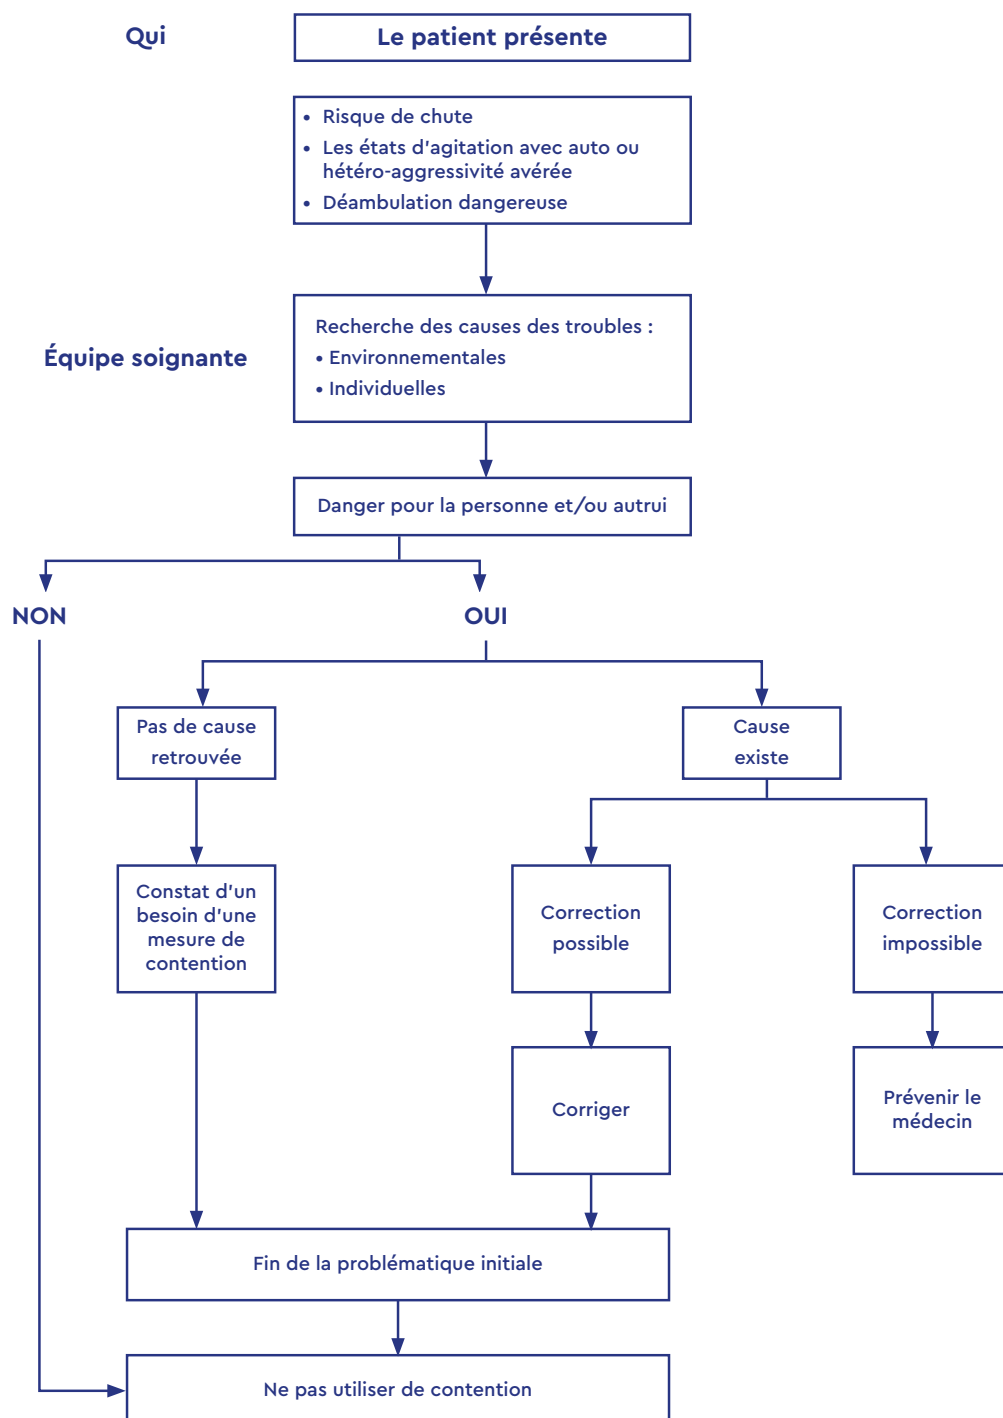 Qui
Le patient présente
• Risque de chute
• Les états d'agitation avec auto ou
hétéro-aggressivité avérée
• Déambulation dangereuse
Équipe soignante
Recherche des causes des troubles :
• Environnementales
• Individuelles
Danger pour la personne et/ou autrui
NON
OUI
Pas de cause
retrouvée
Cause
existe
Constat d'un
besoin d'une
mesure de
contention
Correction
possible
Correction
impossible
Corriger
Prévenir le
médecin
Fin de la problématique initiale
Ne pas utiliser de contention